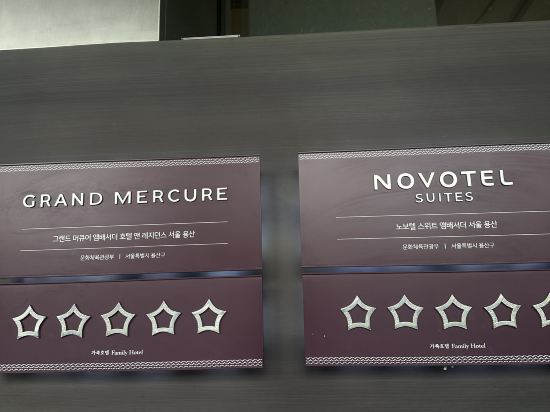 GRAND MERCURE
그랜드 머큐어 앰배서더 호텔 앤 레지던스 서울 용산
문화체육관광부 | 서울특별시 용산구
가족호텔 Family Hotel
NOVOTEL
SUITES
노보텔 스위트 앰배서더 서울 용산
문화체육관광부 | 서울특별시 용산구
가족호텔 Family Hotel